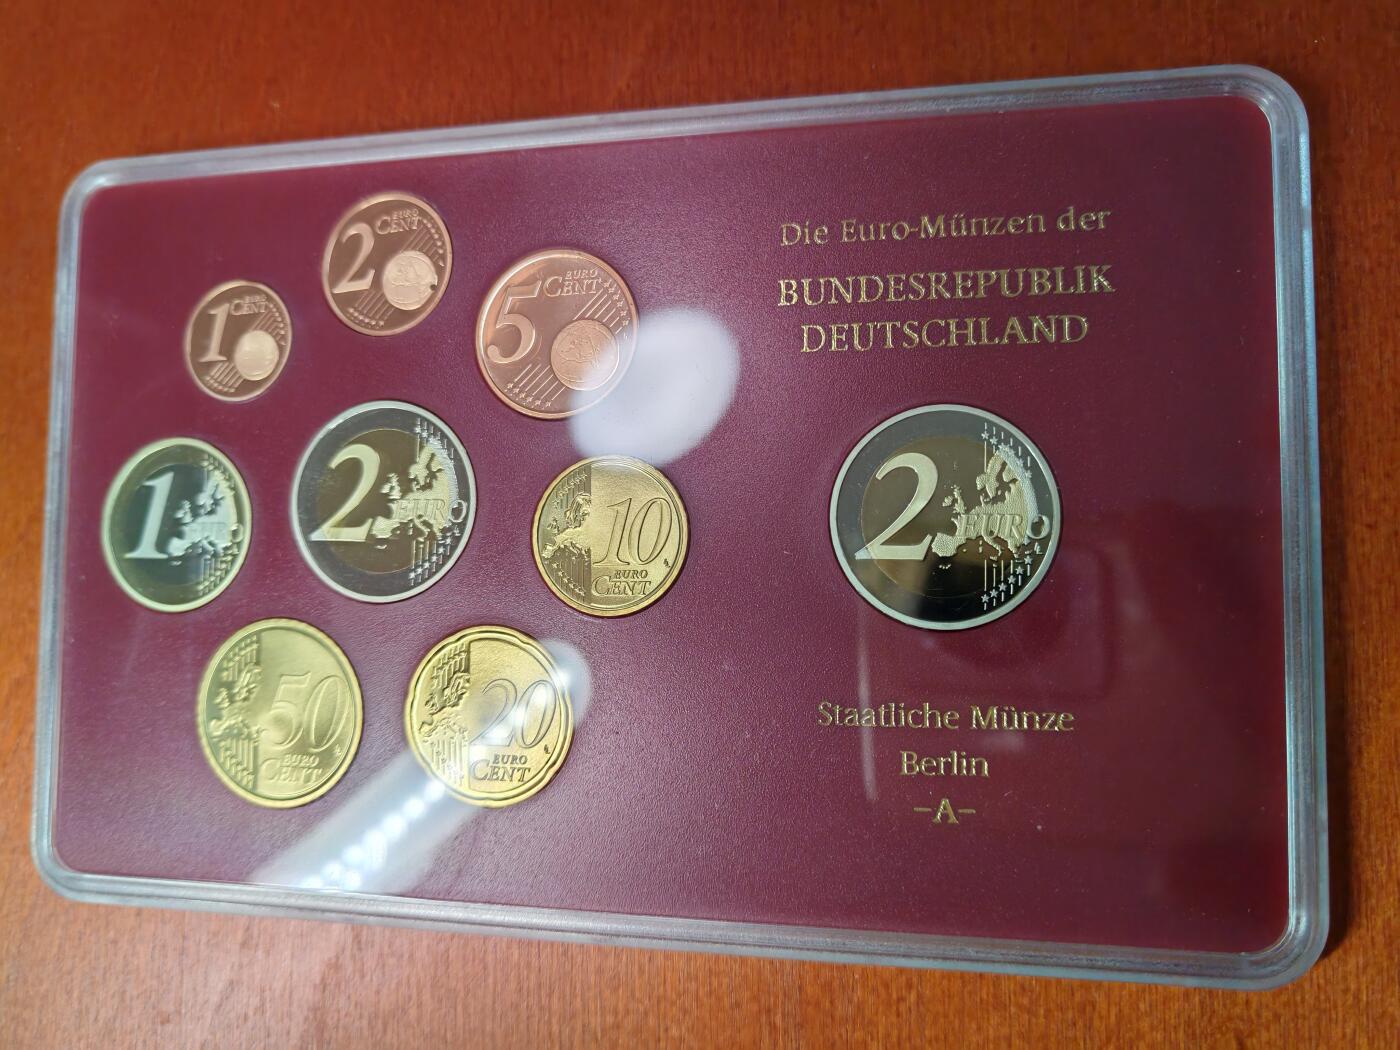 Die Euro-Münzen der
BUNDESREPUBLIK
DEUTSCHLAND
Staatliche Münze
Berlin
-A-
2 EURO CENT
1 EURO CENT
5 EURO CENT
1 EURO
2 EURO
10 EURO CENT
50 EURO CENT
20 EURO CENT
2 EURO